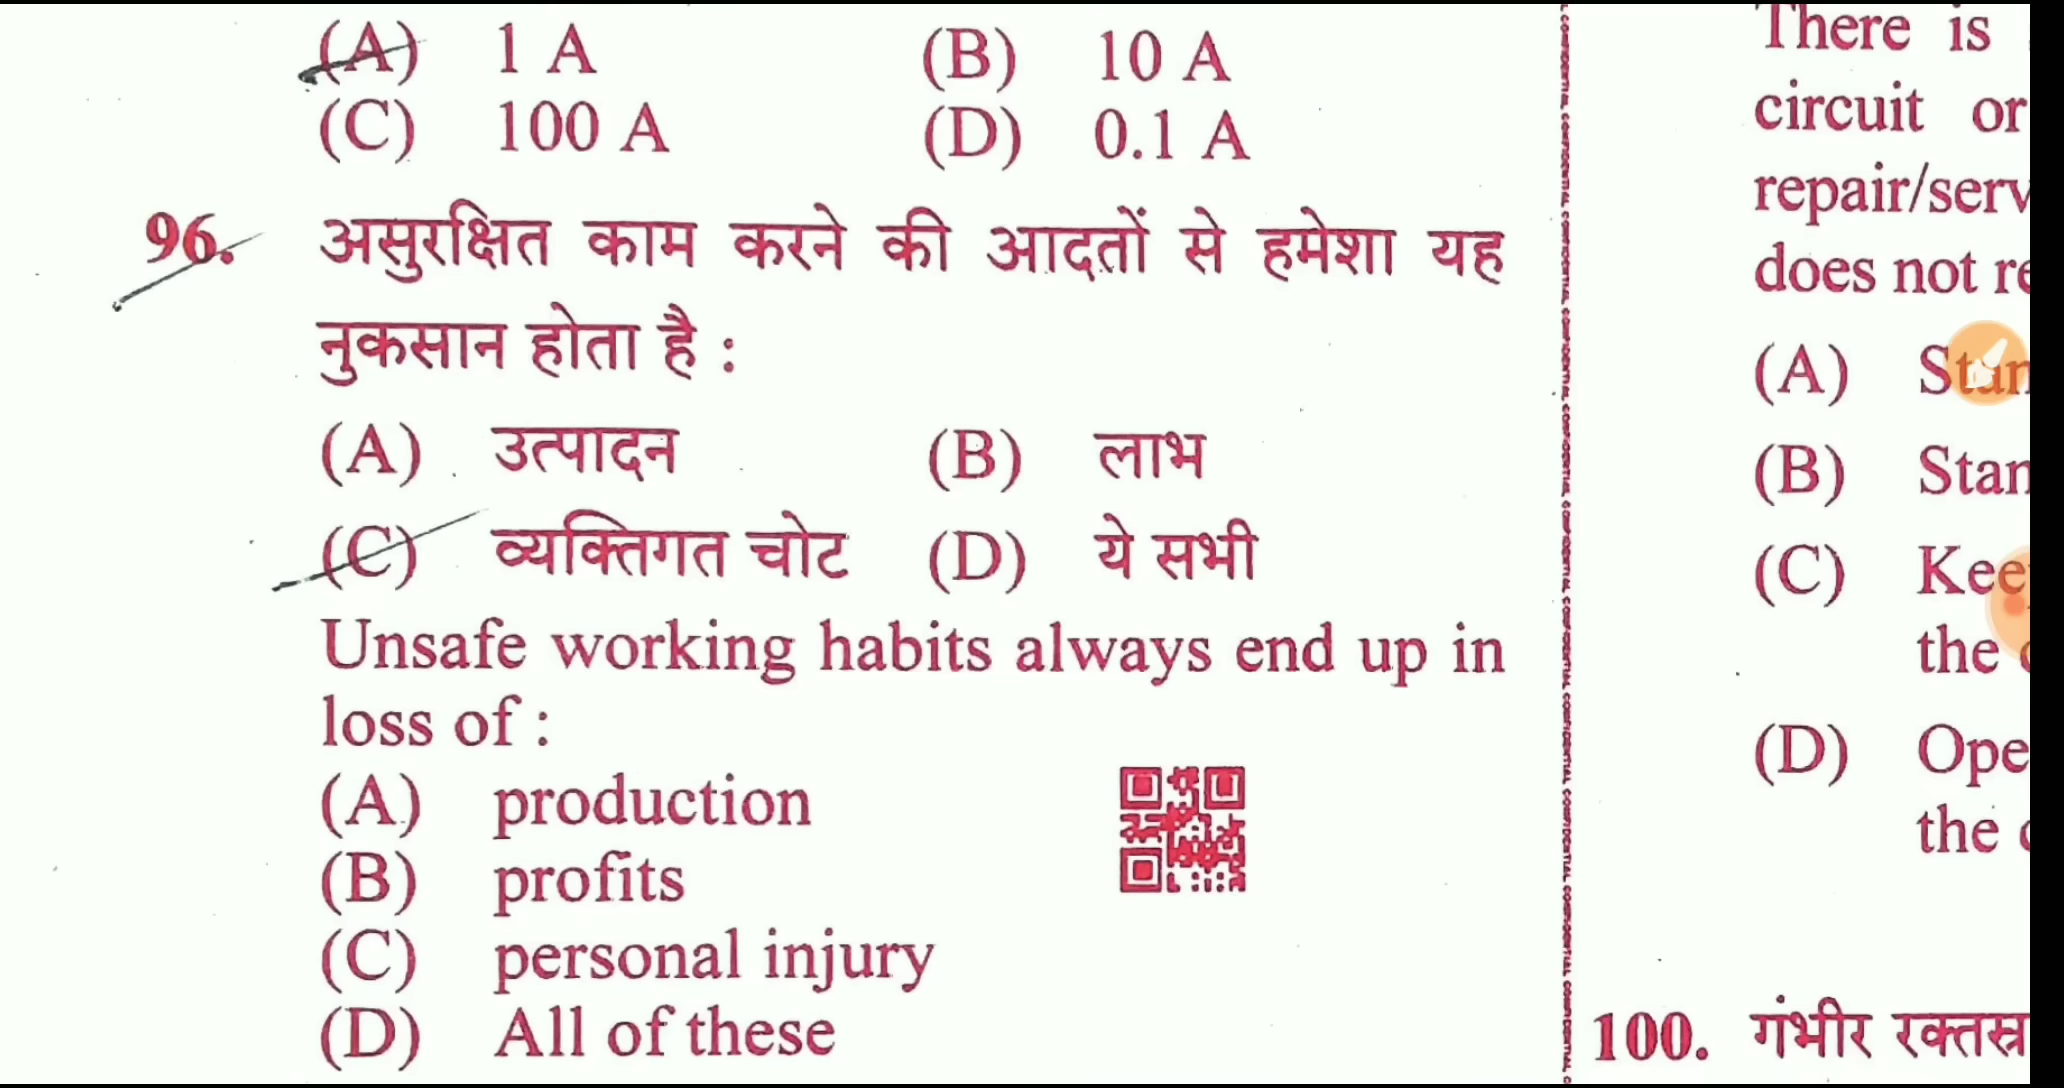 (A) 1 A (B) 10 A
(C) 100 A (D) 0.1 A
96. असुरक्षित काम करने की आदतों से हमेशा यह
नुकसान होता है :
(A) उत्पादन (B) लाभ
(C) व्यक्तिगत चोट (D) ये सभी
Unsafe working habits always end up in
loss of :
(A) production
(B) profits
(C) personal injury
(D) All of these
There is
circuit or
repair/serv
does not re
(A) Stan
(B) Stan
(C) Kee
the
(D) Ope
the
100. गंभीर रक्तस्र